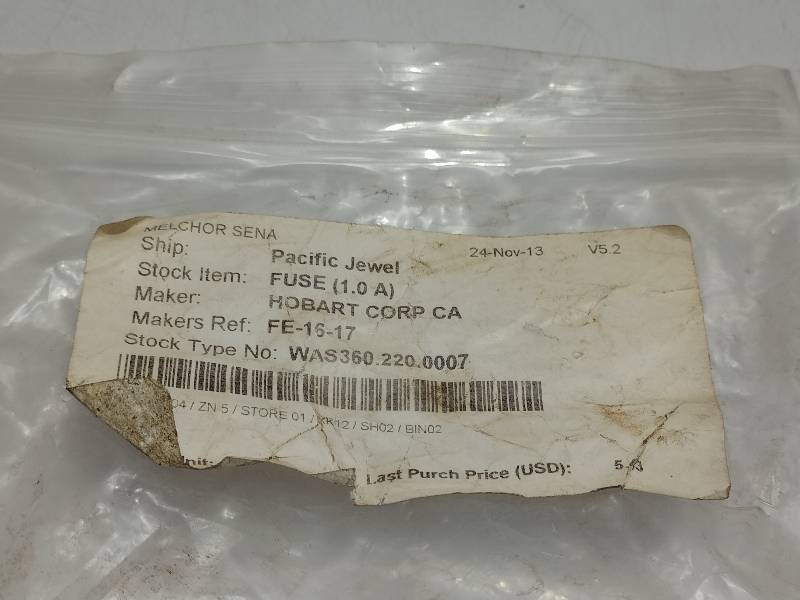 MELCHOR SENA 24-Nov-13 V5.2
Ship: Pacific Jewel
Stock Item: FUSE (1.0 A)
Maker: HOBART CORP CA
Makers Ref: FE-16-17
Stock Type No: WAS360.220.0007
04 / ZN 5 / STORE 01 / / SH02 / BIN02
Unit: Last Purch Price (USD):